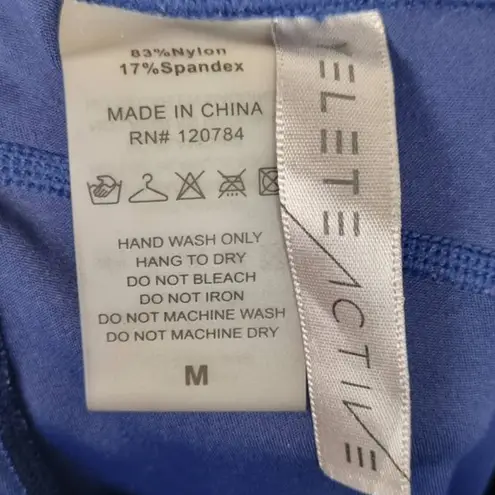 83%Nylon
17%Spandex
MADE IN CHINA
RN# 120784
HAND WASH ONLY
HANG TO DRY
DO NOT BLEACH
DO NOT IRON
DO NOT MACHINE WASH
DO NOT MACHINE DRY
M
YELETE
ACTIVE